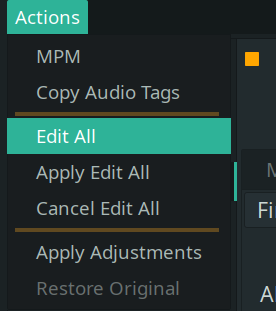 Actions
MPM
Copy Audio Tags
Edit All
Apply Edit All
Cancel Edit All
Apply Adjustments
Restore Original